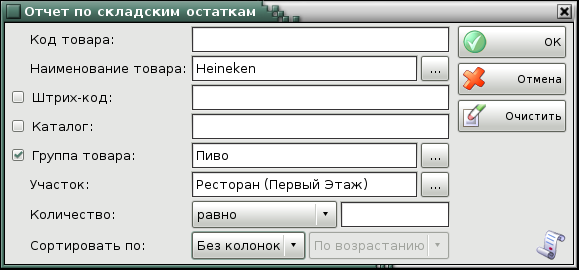 Отчет по складским остаткам
Код товара:
OK
Наименование товара: Heineken ...
Отмена
Штрих-код:
Очистить
Каталог:
Группа товара: Пиво ...
Участок: Ресторан (Первый Этаж) ...
Количество: равно
Сортировать по: Без колонок По возрастанию